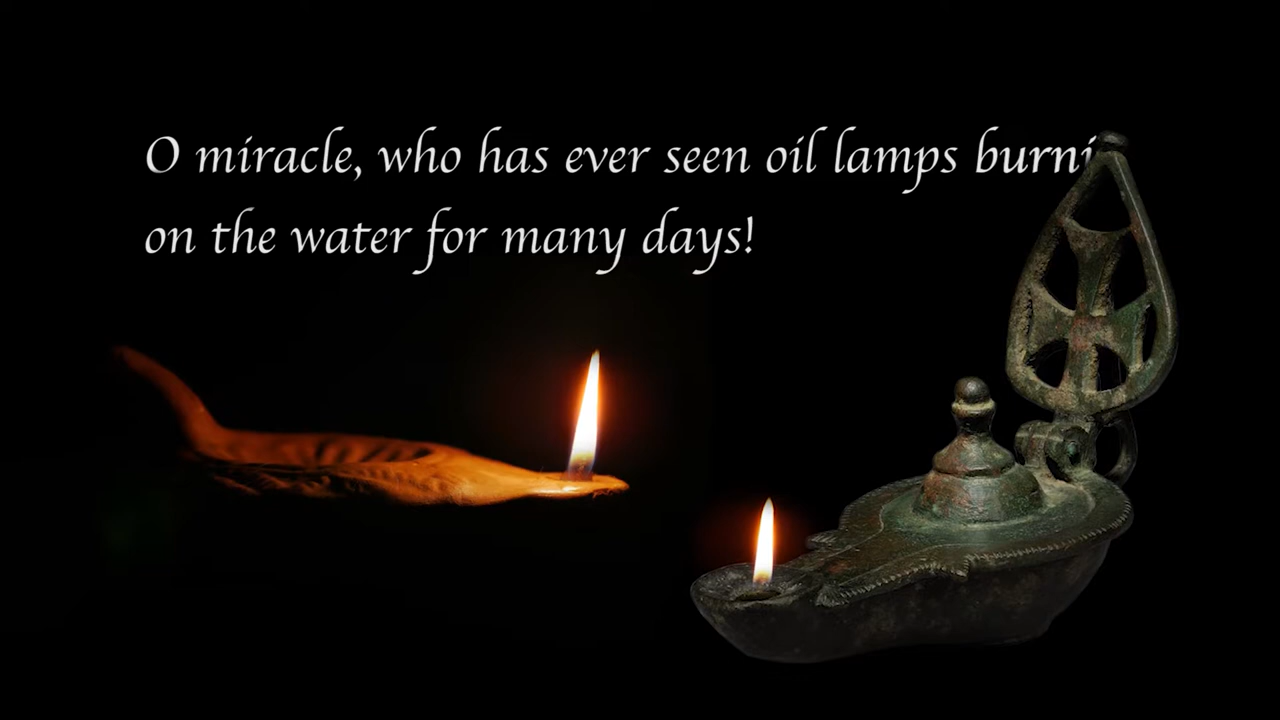 O miracle, who has ever seen oil lamps burni
on the water for many days!